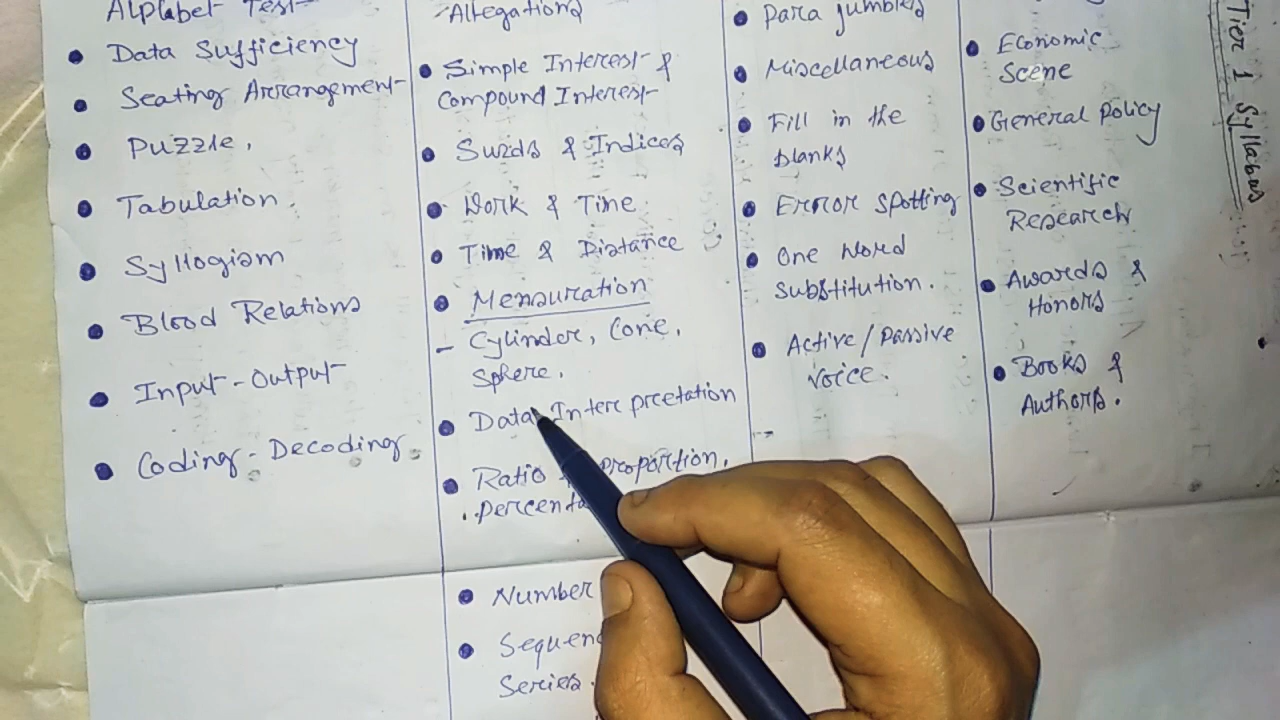 Alphabet Test
Data Sufficiency
Seating Arrangement
Puzzle,
Tabulation
Syllogism
Blood Relations
Input-Output
Coding-Decoding
Allegations
Simple Interest &
Compound Interest
Surds & Indices
Work & Time
Time & Distance
Mensuration
- Cylinder, Cone,
Sphere.
Data Interpretation
Ratio proportion,
Number
Series.
Para jumbles
Miscellaneous
Fill in the
blanks
Error Spotting
One Word
Substitution.
Active/Passive
Voice.
Economic
Scene
General Policy
Scientific
Research
Awards &
Honors
Books &
Authors.
Tier 1 Syllabus